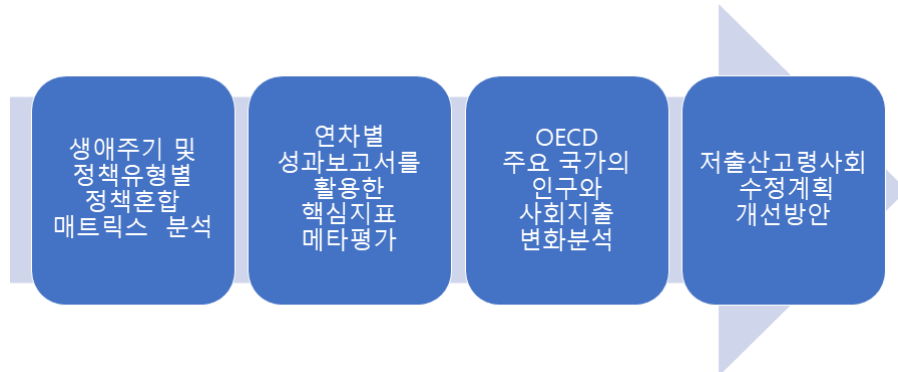 생애주기 및
정책유형별
정책혼합
매트릭스 분석
연차별
성과보고서를
활용한
핵심지표
메타평가
OECD
주요 국가의
인구와
사회지출
변화분석
저출산고령사회
수정계획
개선방안